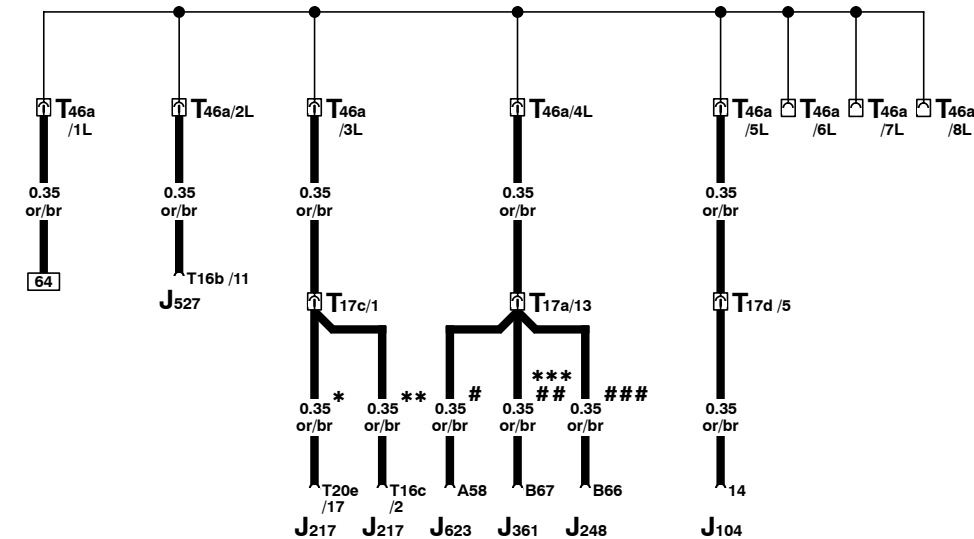 T46a /1L
T46a/2L
T46a /3L
T46a/4L
T46a /5L
T46a /6L
T46a /7L
T46a /8L
0.35 or/br
0.35 or/br
0.35 or/br
0.35 or/br
0.35 or/br
64
T16b /11
J527
T17c/1
T17a/13
T17d /5
*
**
#
***
##
###
0.35 or/br
0.35 or/br
0.35 or/br
0.35 or/br
0.35 or/br
0.35 or/br
T20e /17
T16c /2
A58
B67
B66
14
J217
J217
J623
J361
J248
J104